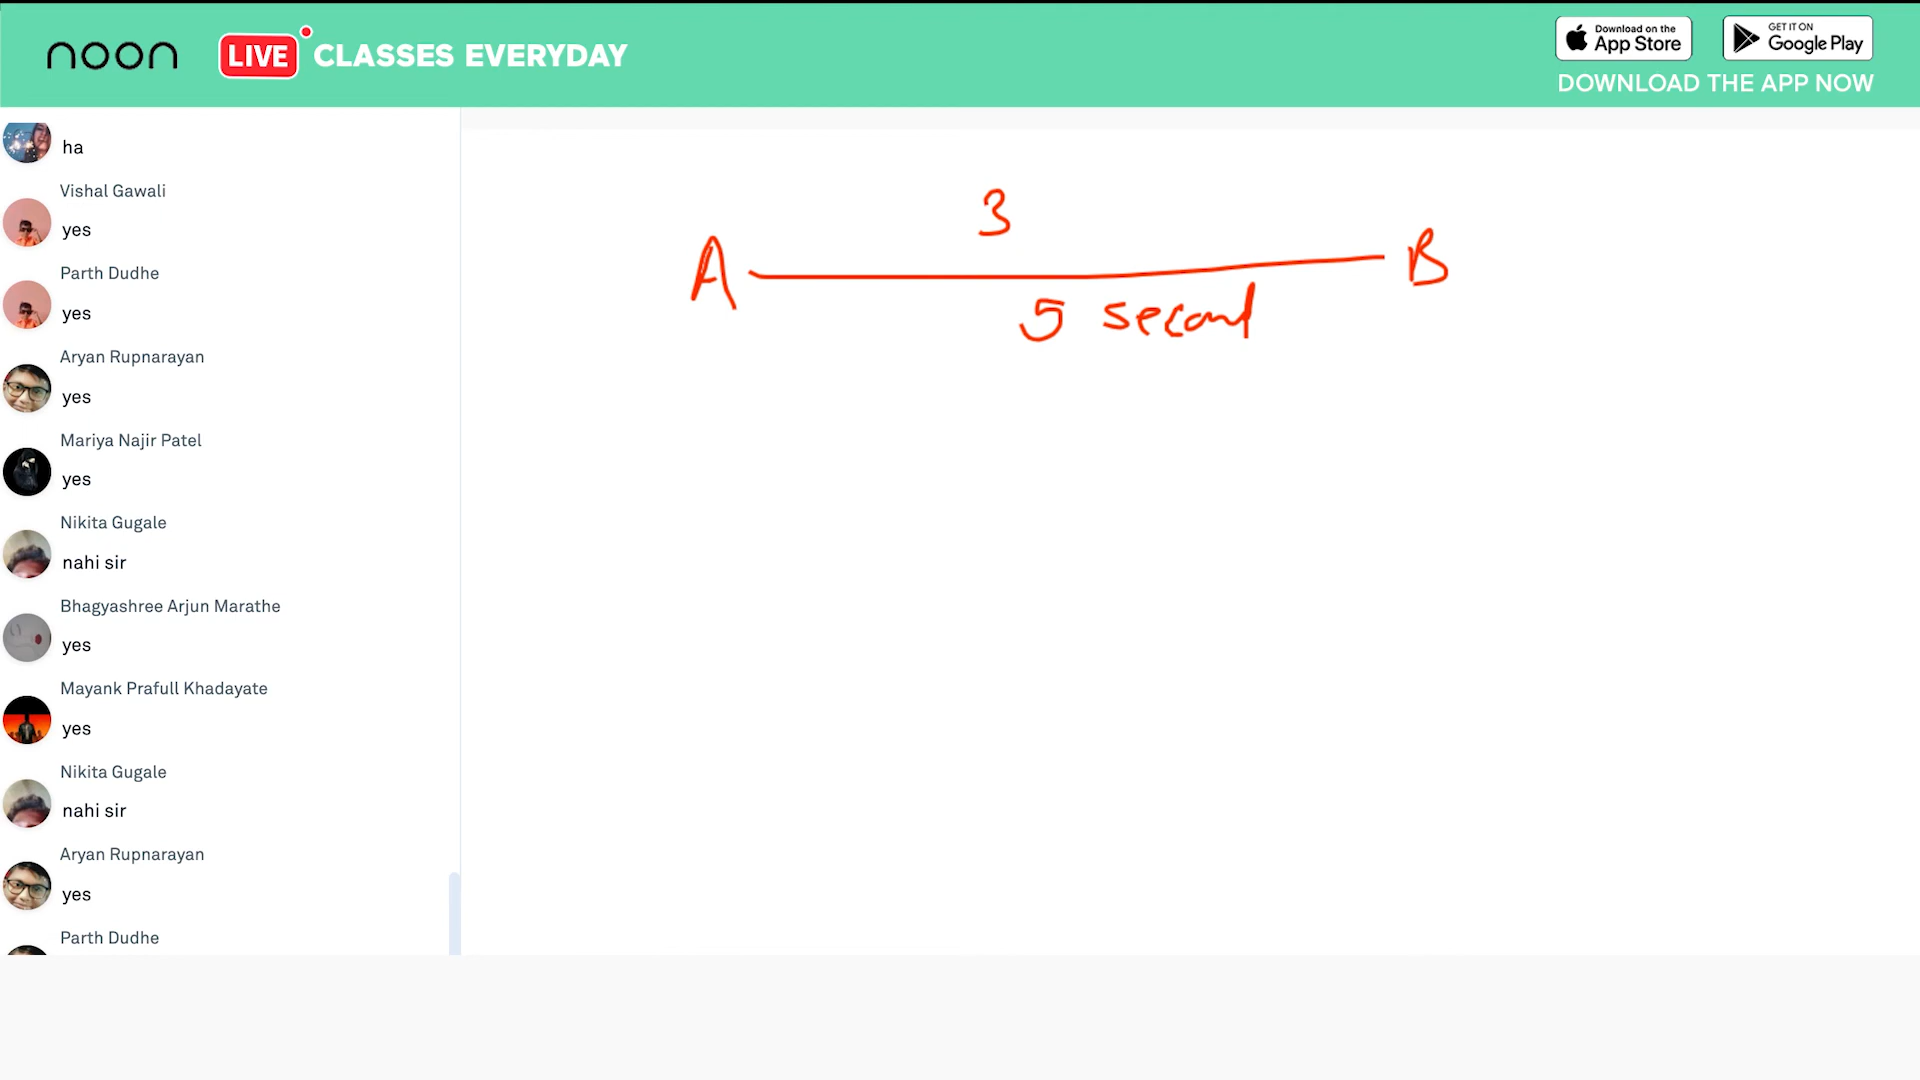 noon LIVE CLASSES EVERYDAY
Download on the
App Store
GET IT ON
Google Play
DOWNLOAD THE APP NOW
ha
Vishal Gawali
yes
Parth Dudhe
yes
Aryan Rupnarayan
yes
Mariya Najir Patel
yes
Nikita Gugale
nahi sir
Bhagyashree Arjun Marathe
yes
Mayank Prafull Khadayate
yes
Nikita Gugale
nahi sir
Aryan Rupnarayan
yes
Parth Dudhe
3
A B
5 second